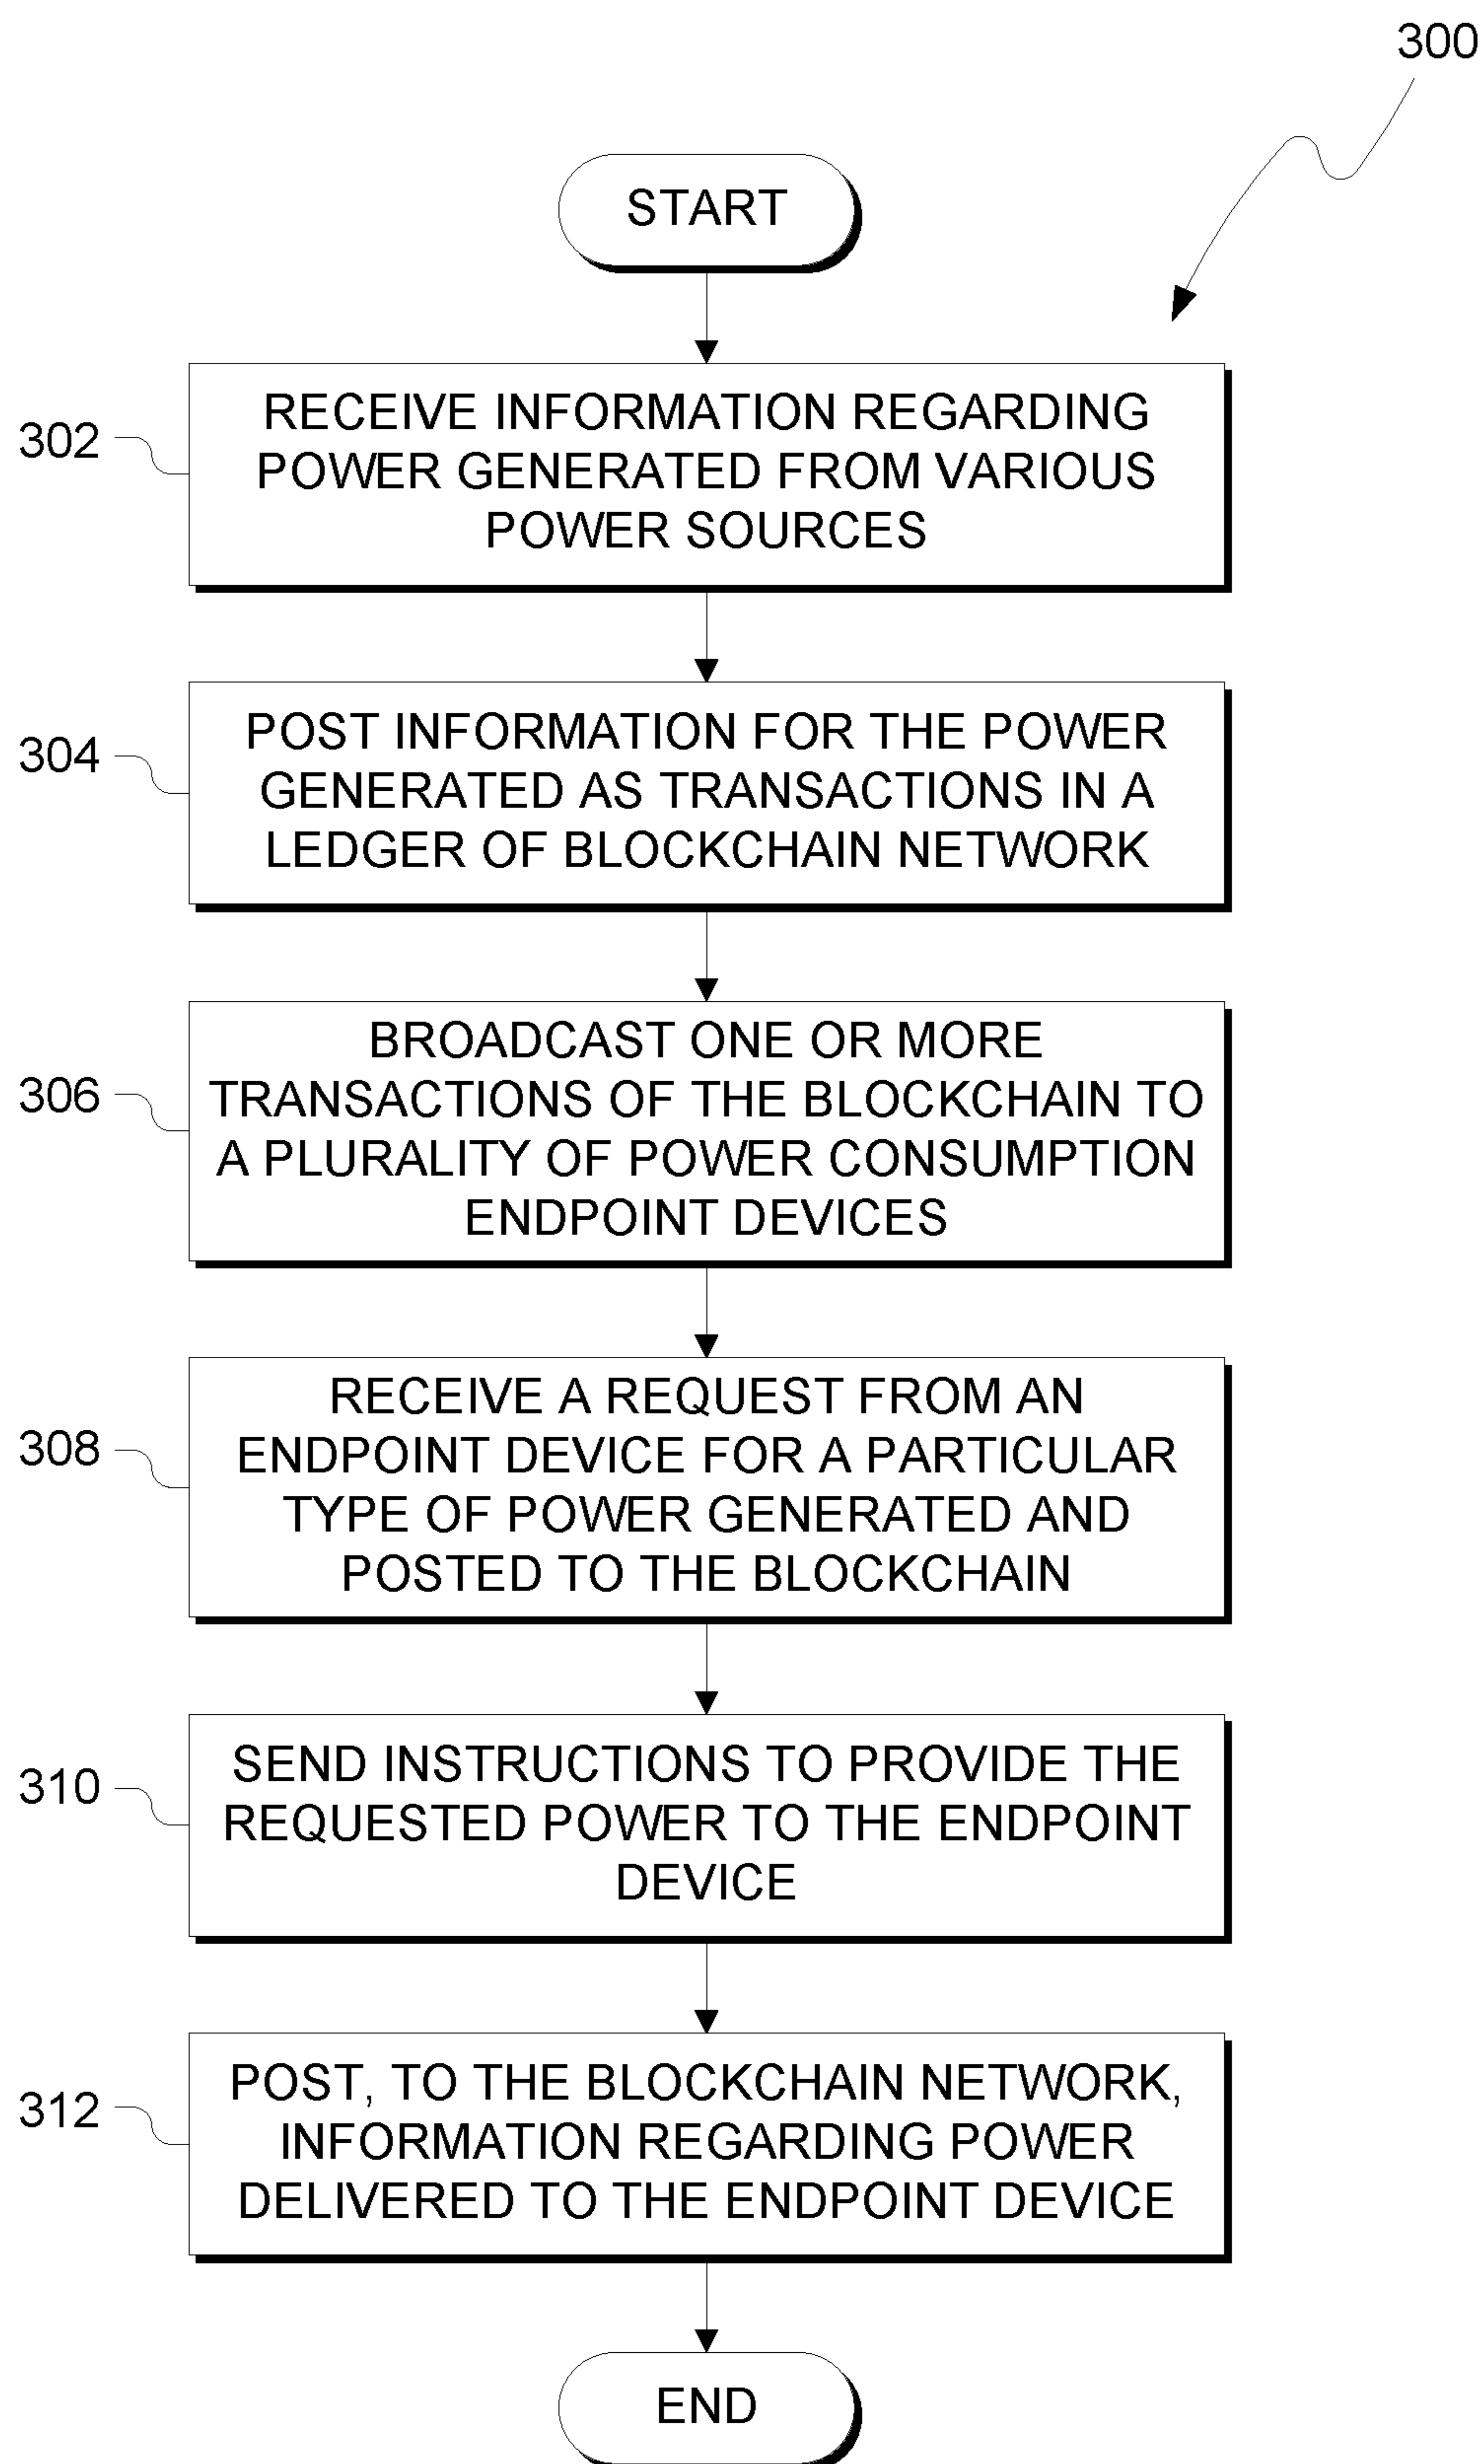 300
START
302
RECEIVE INFORMATION REGARDING
POWER GENERATED FROM VARIOUS
POWER SOURCES
304
POST INFORMATION FOR THE POWER
GENERATED AS TRANSACTIONS IN A
LEDGER OF BLOCKCHAIN NETWORK
306
BROADCAST ONE OR MORE
TRANSACTIONS OF THE BLOCKCHAIN TO
A PLURALITY OF POWER CONSUMPTION
ENDPOINT DEVICES
308
RECEIVE A REQUEST FROM AN
ENDPOINT DEVICE FOR A PARTICULAR
TYPE OF POWER GENERATED AND
POSTED TO THE BLOCKCHAIN
310
SEND INSTRUCTIONS TO PROVIDE THE
REQUESTED POWER TO THE ENDPOINT
DEVICE
312
POST, TO THE BLOCKCHAIN NETWORK,
INFORMATION REGARDING POWER
DELIVERED TO THE ENDPOINT DEVICE
END